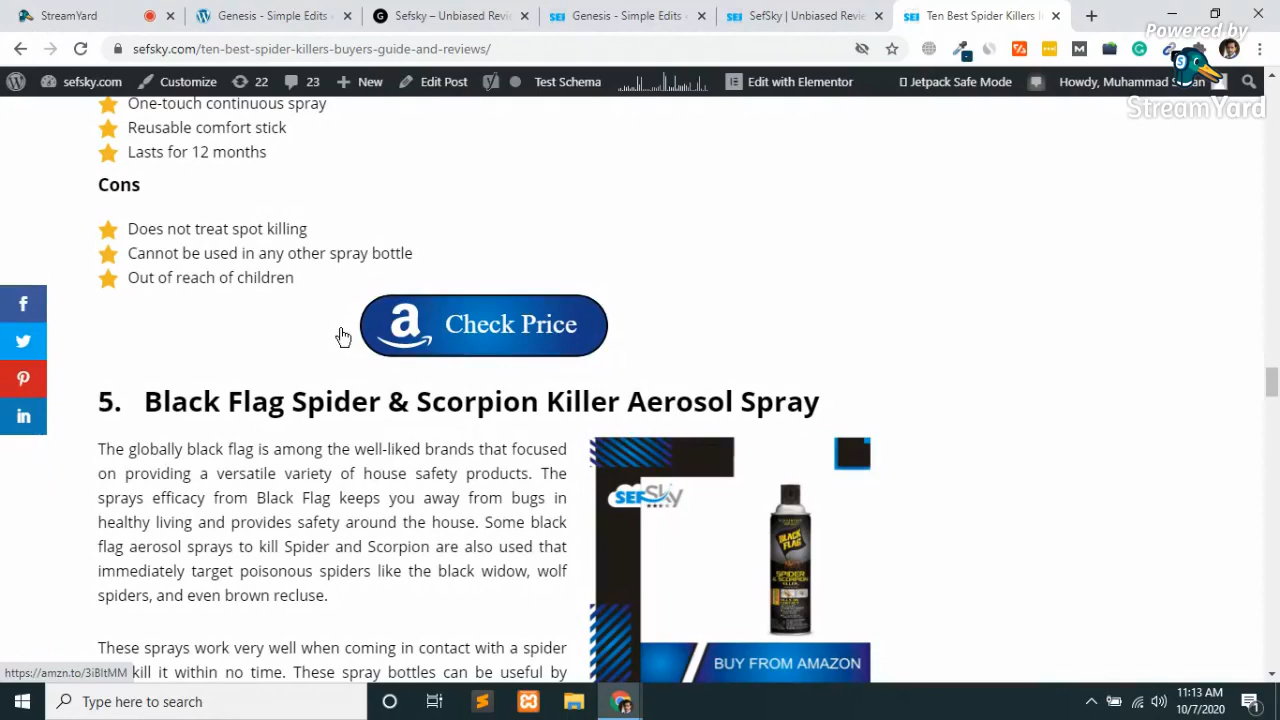 StreamYard
Genesis - Simple Edits
Sefsky – Unbiased Rev
Genesis - Simple Edits
SefSky | Unbiased Revie
Ten Best Spider Killers
Powered by
StreamYard
sefsky.com/ten-best-spider-killers-buyers-guide-and-reviews/
sefsky.com
Customize
22
23
New
Edit Post
Test Schema
Edit with Elementor
Jetpack Safe Mode
Howdy, Muhammad
One-touch continuous spray
Reusable comfort stick
Lasts for 12 months
Cons
Does not treat spot killing
Cannot be used in any other spray bottle
Out of reach of children
Check Price
5. Black Flag Spider & Scorpion Killer Aerosol Spray
The globally black flag is among the well-liked brands that focused
on providing a versatile variety of house safety products. The
sprays efficacy from Black Flag keeps you away from bugs in
healthy living and provides safety around the house. Some black
flag aerosol sprays to kill Spider and Scorpion are also used that
immediately target poisonous spiders like the black widow, wolf
spiders, and even brown recluse.
These sprays work very well when coming in contact with a spider
kill it within no time. These spray bottles can be useful by
SEFSky
BLACK
FLAG
SPIDER
& SCORPION
KILLER
BUY FROM AMAZON
https://amzn.to/3iBItMM
Type here to search
11:13 AM
10/7/2020